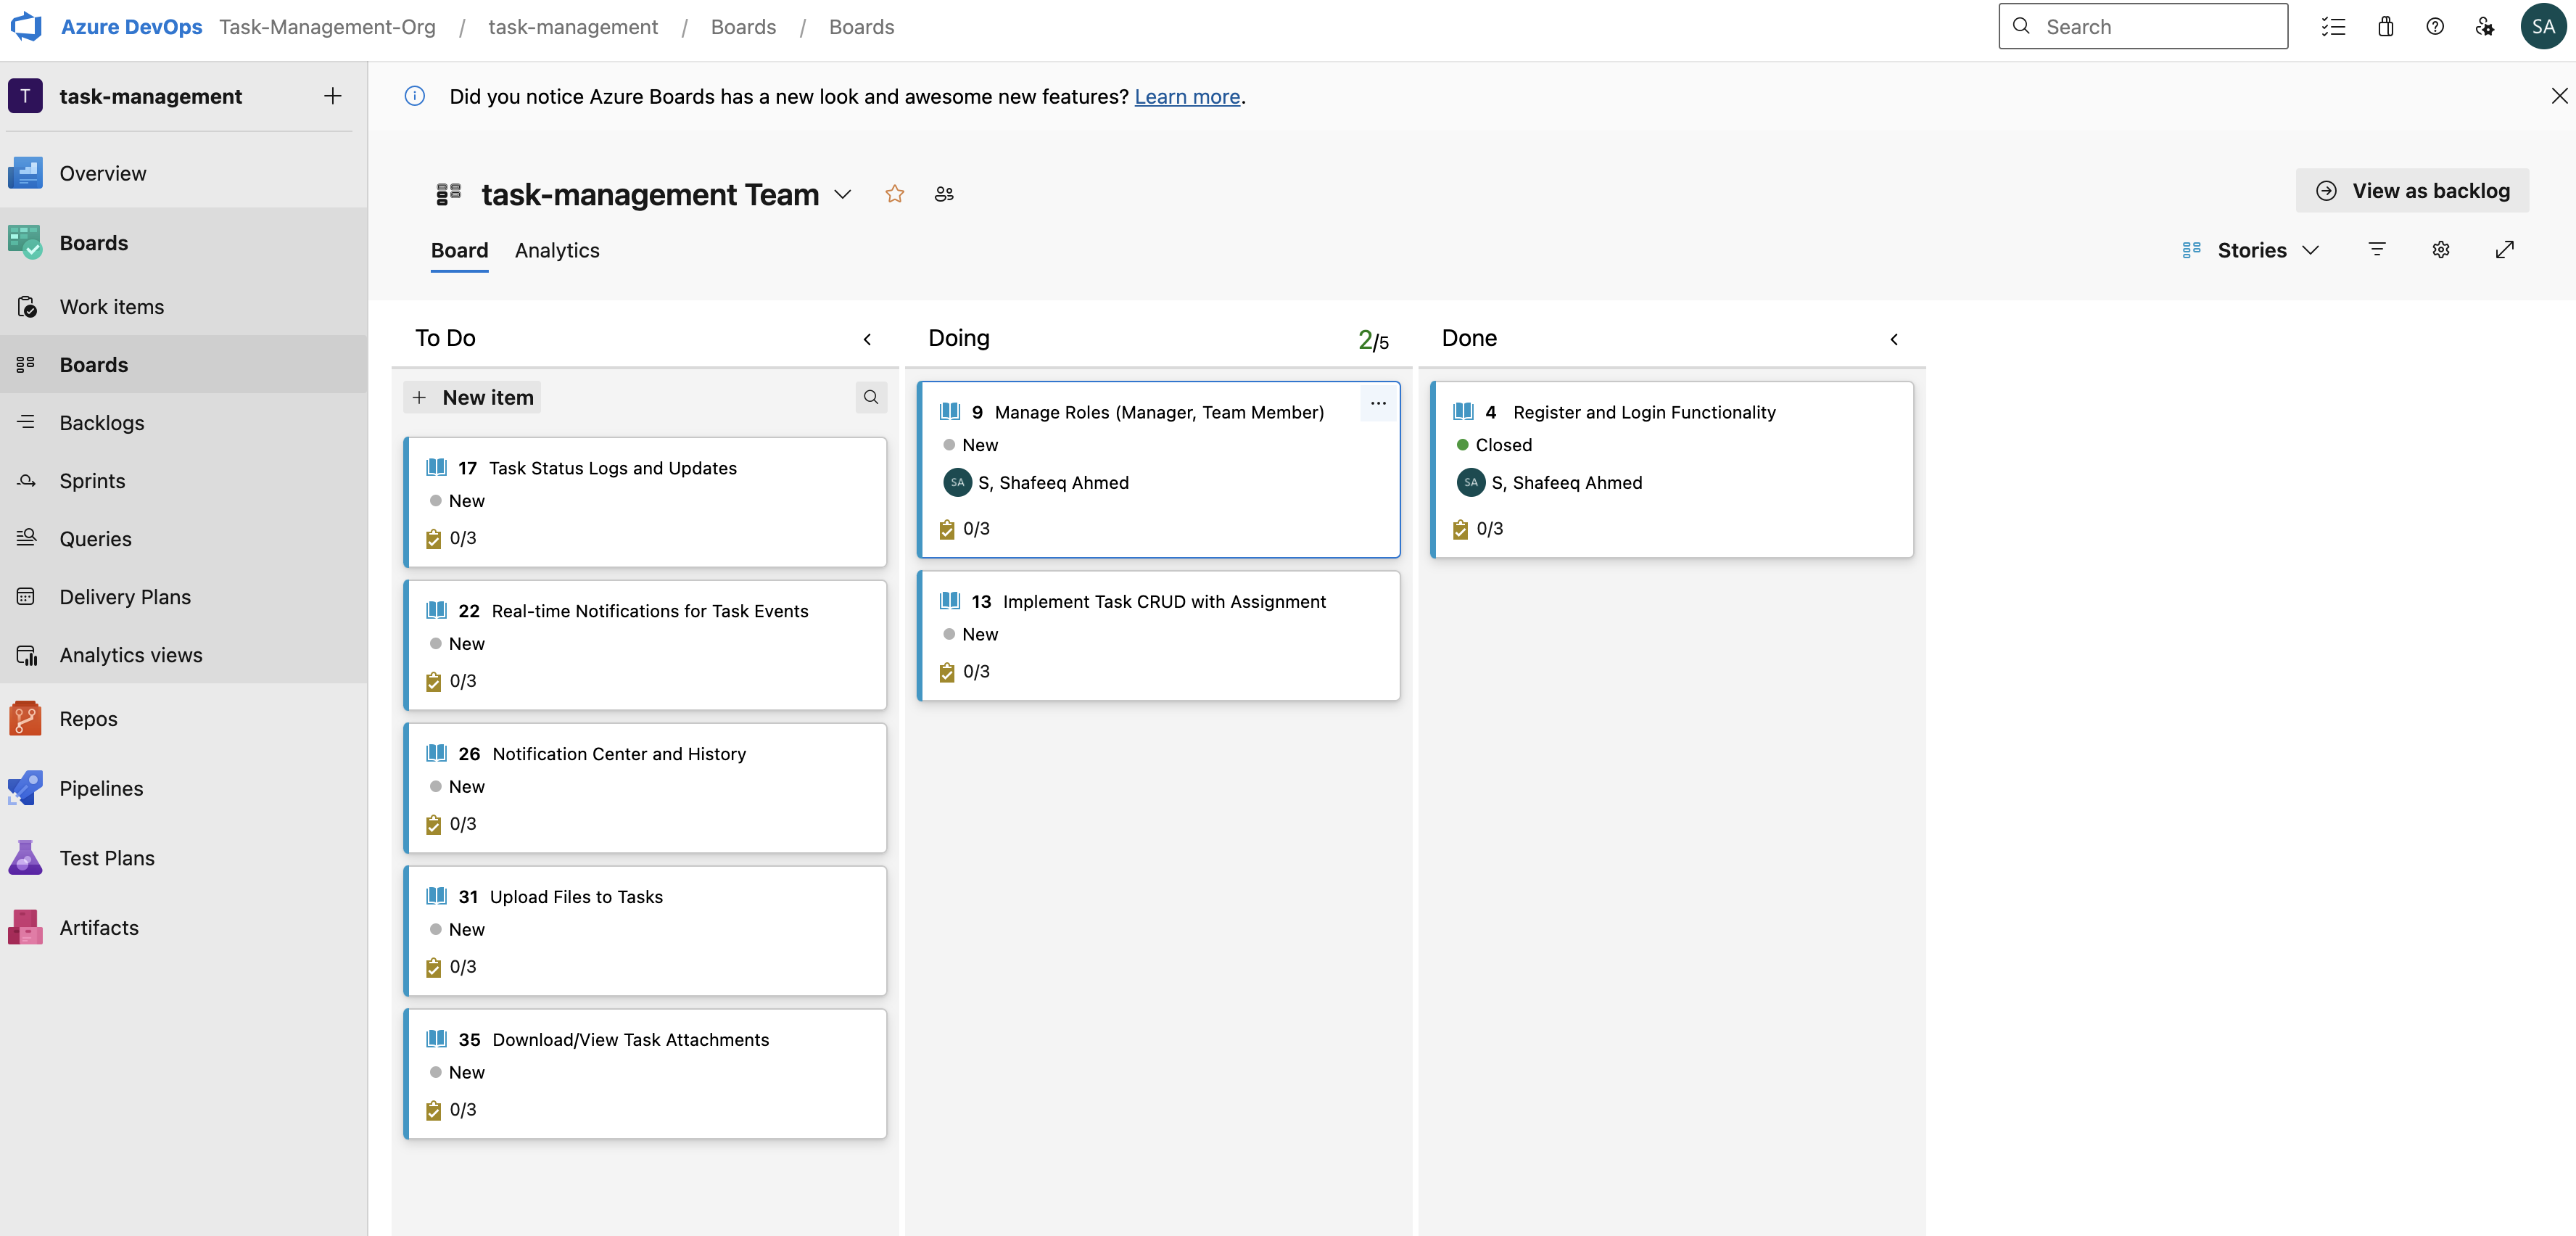 Azure DevOps Task-Management-Org / task-management / Boards / Boards
Search
SA
T task-management
Did you notice Azure Boards has a new look and awesome new features? Learn more.
Overview
Boards
Work items
Boards
Backlogs
Sprints
Queries
Delivery Plans
Analytics views
Repos
Pipelines
Test Plans
Artifacts
task-management Team
View as backlog
Board Analytics
Stories
To Do
New item
17 Task Status Logs and Updates
New
0/3
22 Real-time Notifications for Task Events
New
0/3
26 Notification Center and History
New
0/3
31 Upload Files to Tasks
New
0/3
35 Download/View Task Attachments
New
0/3
Doing 2/5
9 Manage Roles (Manager, Team Member)
New
SA S, Shafeeq Ahmed
0/3
13 Implement Task CRUD with Assignment
New
0/3
Done
4 Register and Login Functionality
Closed
SA S, Shafeeq Ahmed
0/3